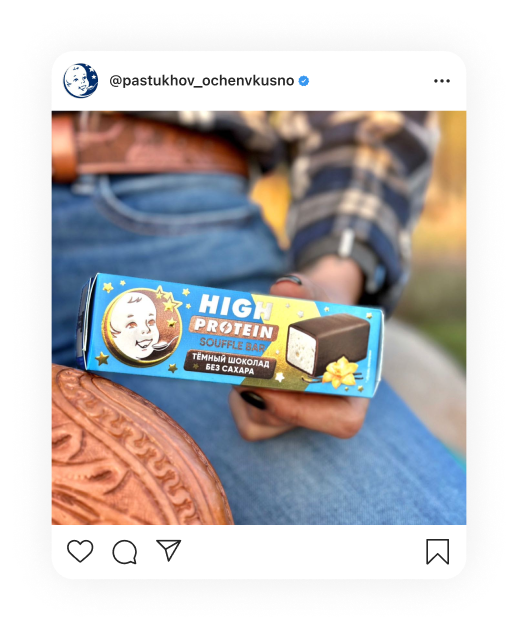 @pastukhov_ochenvkusno
HIGH
PROTEIN
SOUFFLE BAR
ТЁМНЫЙ ШОКОЛАД
БЕЗ САХАРА